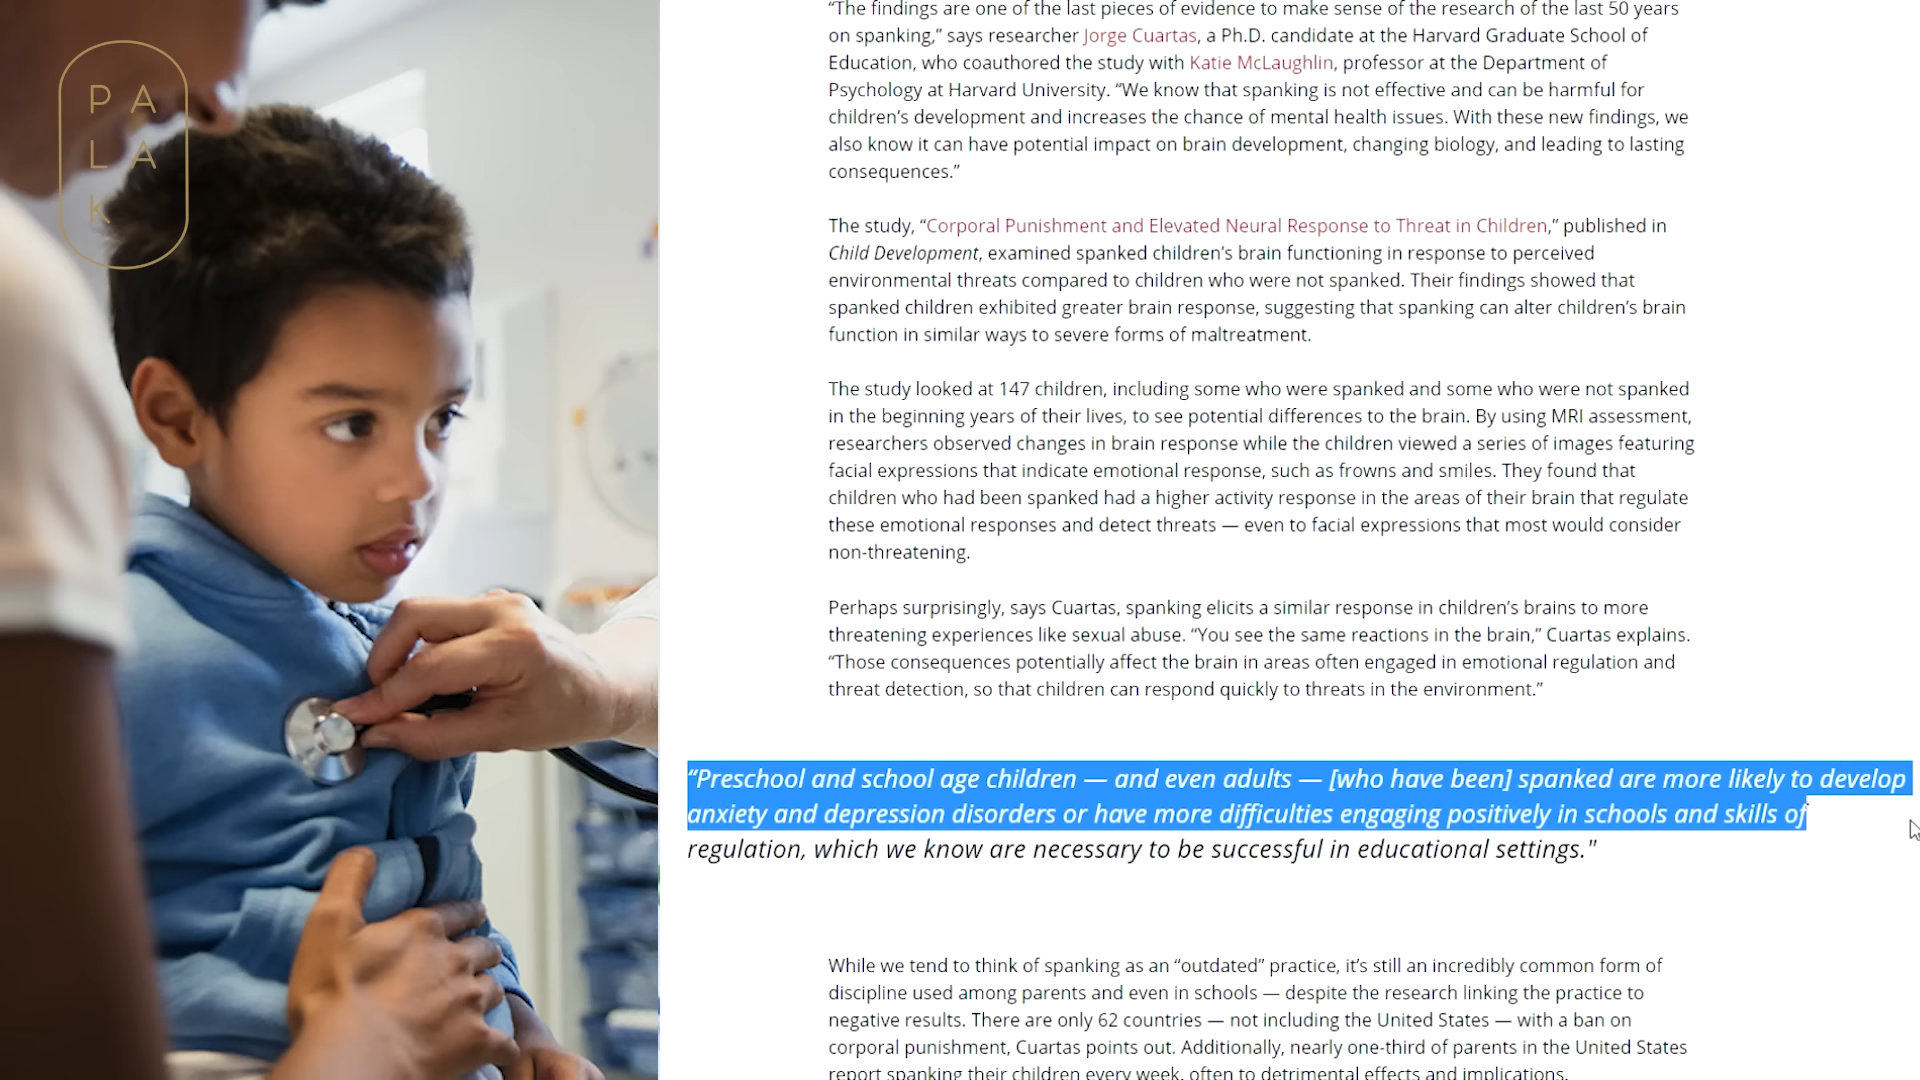 P A
L A
K
“The findings are one of the last pieces of evidence to make sense of the research of the last 50 years
on spanking,” says researcher Jorge Cuartas, a Ph.D. candidate at the Harvard Graduate School of
Education, who coauthored the study with Katie McLaughlin, professor at the Department of
Psychology at Harvard University. “We know that spanking is not effective and can be harmful for
children’s development and increases the chance of mental health issues. With these new findings, we
also know it can have potential impact on brain development, changing biology, and leading to lasting
consequences.”
The study, “Corporal Punishment and Elevated Neural Response to Threat in Children,” published in
Child Development, examined spanked children’s brain functioning in response to perceived
environmental threats compared to children who were not spanked. Their findings showed that
spanked children exhibited greater brain response, suggesting that spanking can alter children’s brain
function in similar ways to severe forms of maltreatment.
The study looked at 147 children, including some who were spanked and some who were not spanked
in the beginning years of their lives, to see potential differences to the brain. By using MRI assessment,
researchers observed changes in brain response while the children viewed a series of images featuring
facial expressions that indicate emotional response, such as frowns and smiles. They found that
children who had been spanked had a higher activity response in the areas of their brain that regulate
these emotional responses and detect threats — even to facial expressions that most would consider
non-threatening.
Perhaps surprisingly, says Cuartas, spanking elicits a similar response in children’s brains to more
threatening experiences like sexual abuse. “You see the same reactions in the brain,” Cuartas explains.
“Those consequences potentially affect the brain in areas often engaged in emotional regulation and
threat detection, so that children can respond quickly to threats in the environment.”
“Preschool and school age children — and even adults — [who have been] spanked are more likely to develop
anxiety and depression disorders or have more difficulties engaging positively in schools and skills of
regulation, which we know are necessary to be successful in educational settings."
While we tend to think of spanking as an “outdated” practice, it’s still an incredibly common form of
discipline used among parents and even in schools — despite the research linking the practice to
negative results. There are only 62 countries — not including the United States — with a ban on
corporal punishment, Cuartas points out. Additionally, nearly one-third of parents in the United States
report spanking their children every week, often to detrimental effects and implications.